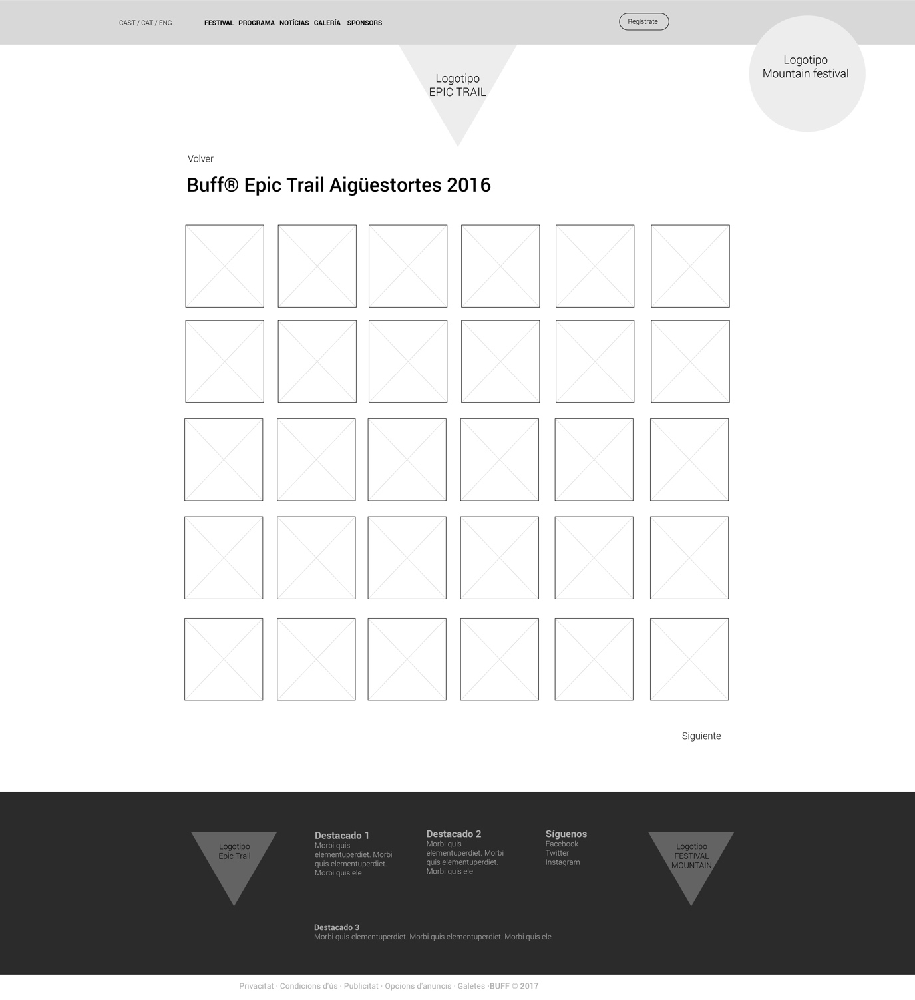 CAST / CAT / ENG
FESTIVAL PROGRAMA NOTÍCIAS GALERÍA SPONSORS
Regístrate
Logotipo
EPIC TRAIL
Logotipo
Mountain festival
Volver
Buff® Epic Trail Aigüestortes 2016
Siguiente
Logotipo
Epic Trail
Destacado 1
Morbi quis
elementuperdiet. Morbi
quis elementuperdiet.
Morbi quis ele
Destacado 2
Morbi quis
elementuperdiet. Morbi
quis elementuperdiet.
Morbi quis ele
Síguenos
Facebook
Twitter
Instagram
Logotipo
FESTIVAL
MOUNTAIN
Destacado 3
Morbi quis elementuperdiet. Morbi quis elementuperdiet. Morbi quis ele
Privacitat · Condicions d'ús · Publicitat · Opcions d'anuncis · Galetes ·BUFF © 2017